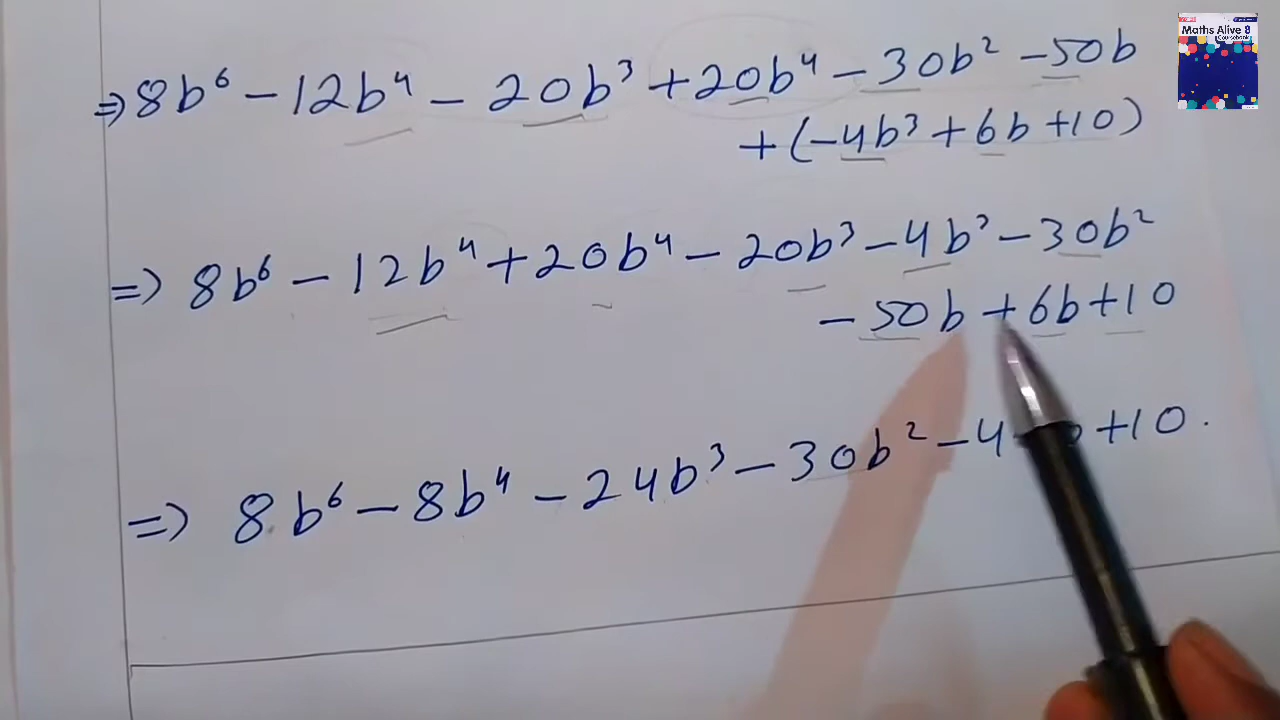 Maths Alive 8
Coursebook
⇒ 8b⁶ - 12b⁴ - 20b³ + 20b⁴ - 30b² - 50b
+ (-4b³ + 6b + 10)
⇒ 8b⁶ - 12b⁴ + 20b⁴ - 20b³ - 4b³ - 30b²
- 50b + 6b + 10
⇒ 8b⁶ - 8b⁴ - 24b³ - 30b² - 4 b + 10.